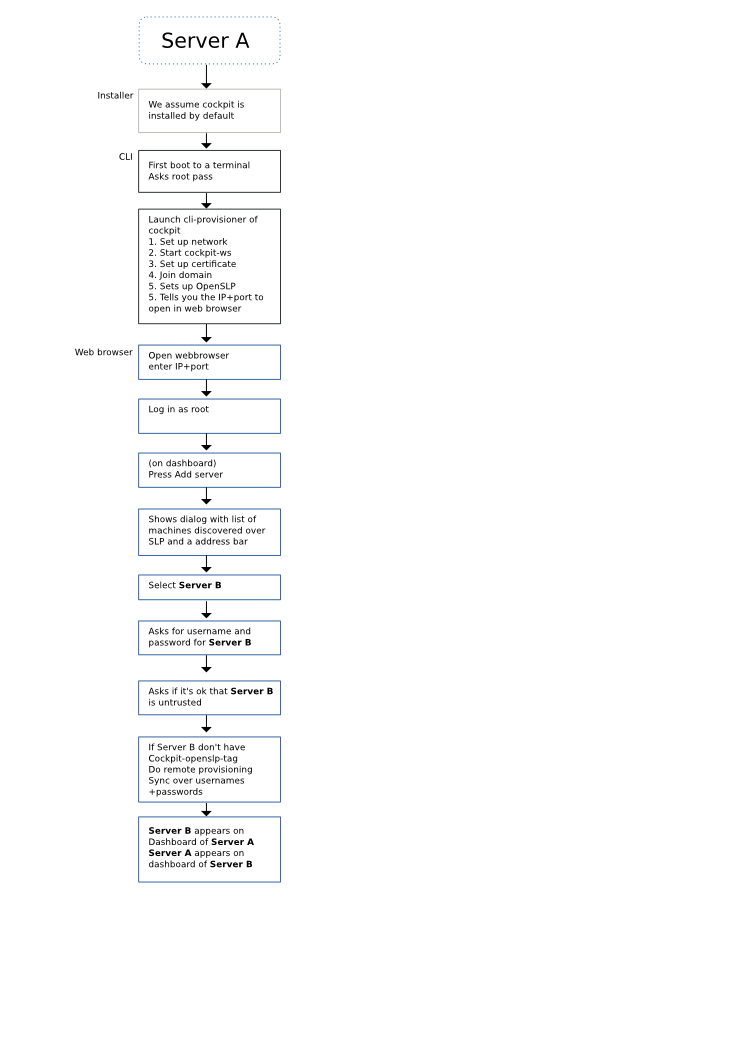 Server A
Installer
We assume cockpit is
installed by default
CLI
First boot to a terminal
Asks root pass
Launch cli-provisioner of
cockpit
1. Set up network
2. Start cockpit-ws
3. Set up certificate
4. Join domain
5. Sets up OpenSLP
5. Tells you the IP+port to
open in web browser
Web browser
Open webbrowser
enter IP+port
Log in as root
(on dashboard)
Press Add server
Shows dialog with list of
machines discovered over
SLP and a address bar
Select Server B
Asks for username and
password for Server B
Asks if it's ok that Server B
is untrusted
If Server B don't have
Cockpit-openslp-tag
Do remote provisioning
Sync over usernames
+passwords
Server B appears on
Dashboard of Server A
Server A appears on
dashboard of Server B